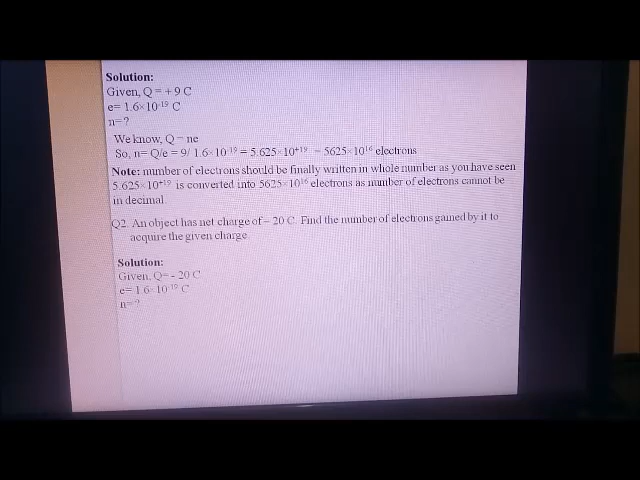 Solution:
Given, Q = + 9 C
e= 1.6×10⁻¹⁹ C
n= ?
We know, Q = ne
So, n= Q/e = 9/ 1.6×10⁻¹⁹ = 5.625×10⁺¹⁹ = 5625×10¹⁶ electrons
Note: number of electrons should be finally written in whole number as you have seen
5.625×10⁺¹⁹ is converted into 5625×10¹⁶ electrons as number of electrons cannot be
in decimal.
Q2. An object has net charge of – 20 C. Find the number of electrons gained by it to
acquire the given charge.
Solution:
Given, Q= - 20 C
e= 1.6×10⁻¹⁹ C
n= ?